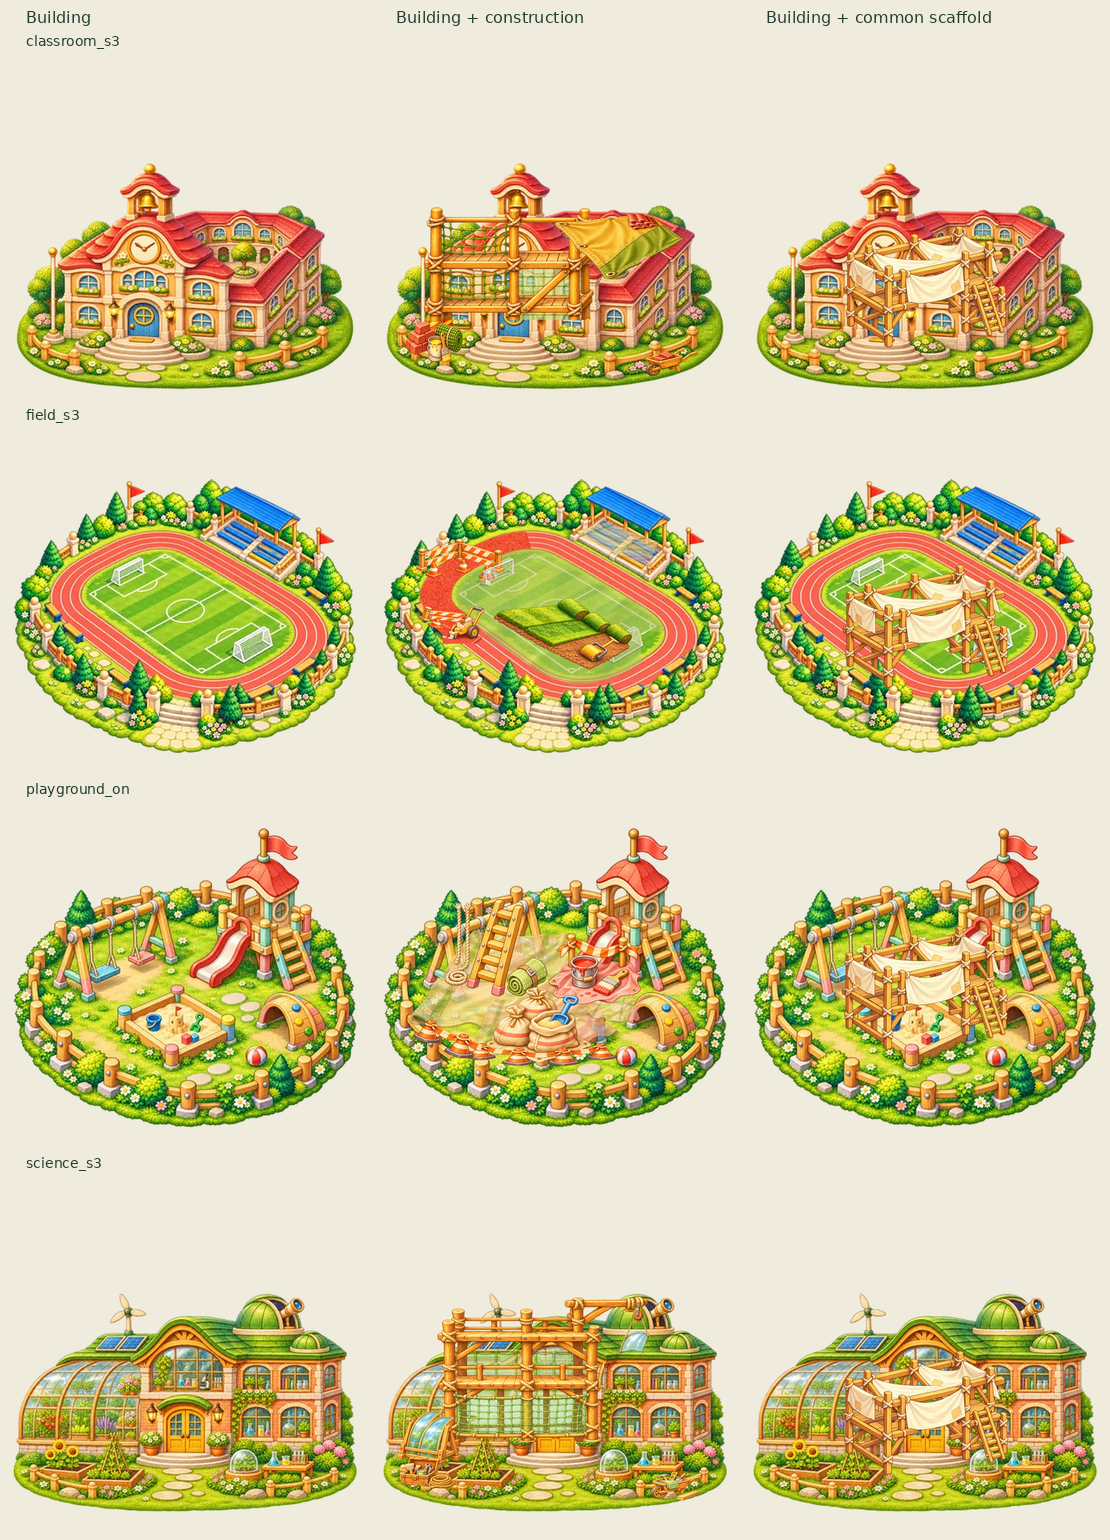 Building
Building + construction
Building + common scaffold
classroom_s3
field_s3
playground_on
science_s3